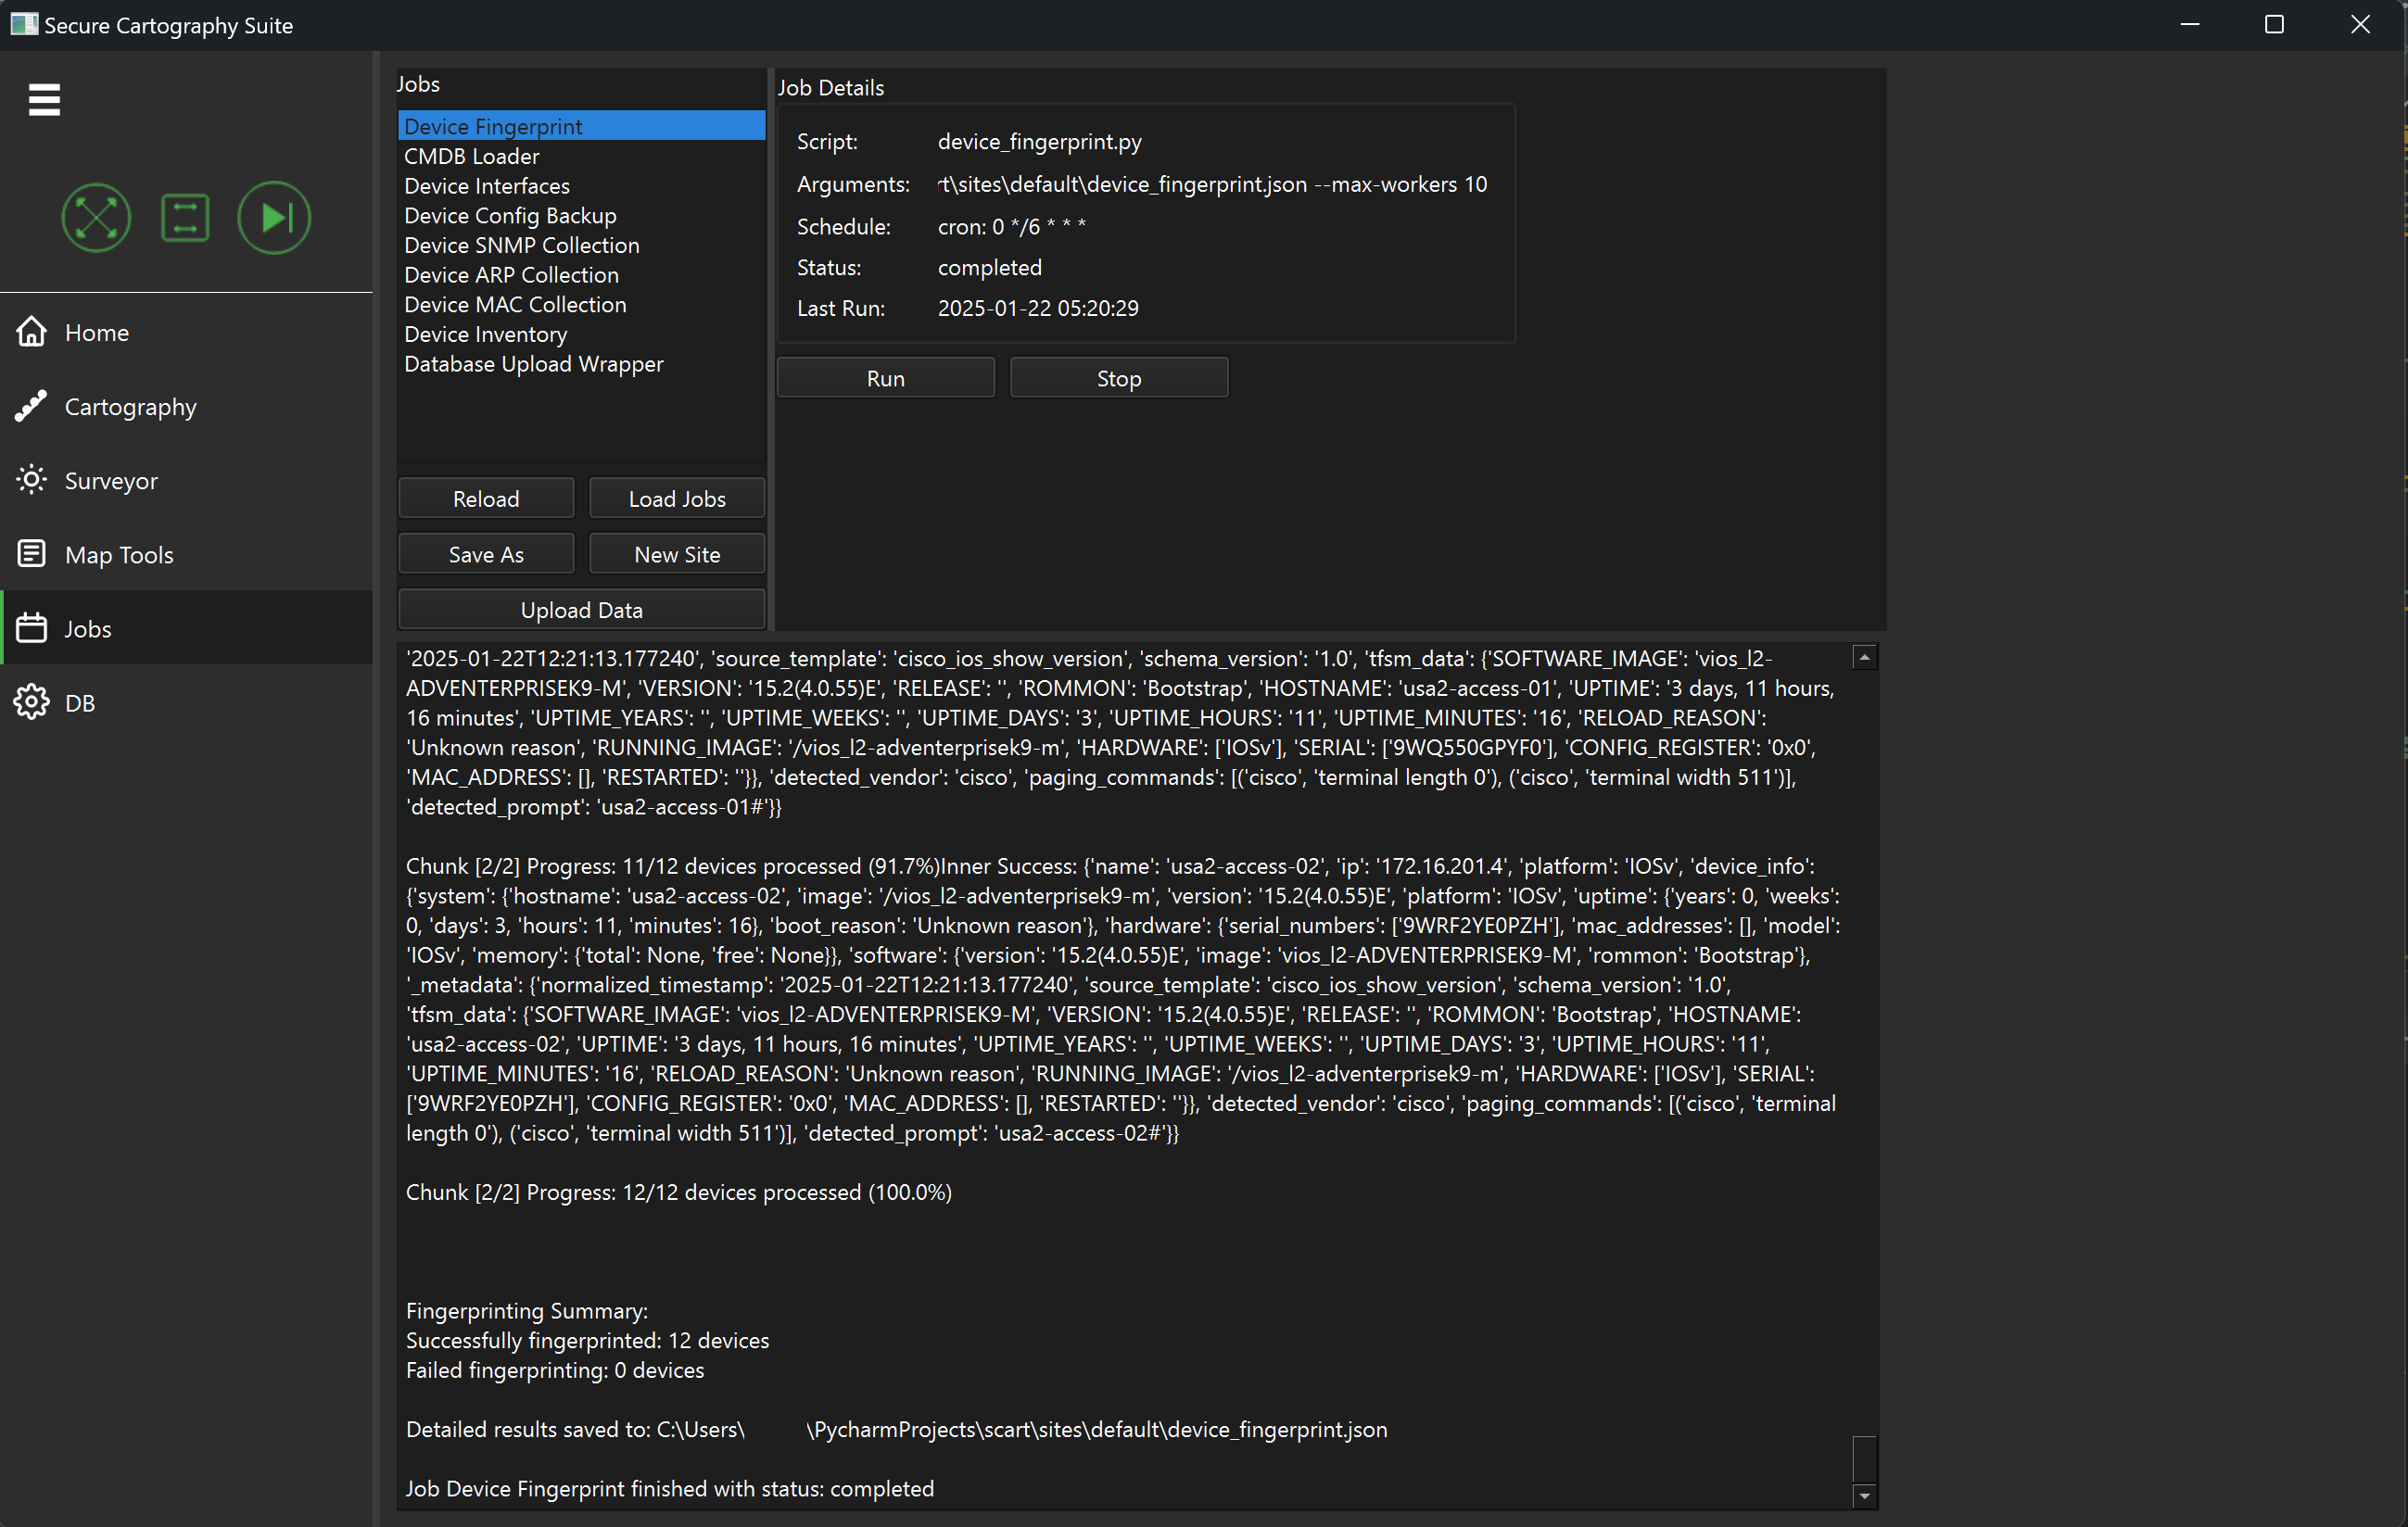 Secure Cartography Suite
Home
Cartography
Surveyor
Map Tools
Jobs
DB
Jobs
Device Fingerprint
CMDB Loader
Device Interfaces
Device Config Backup
Device SNMP Collection
Device ARP Collection
Device MAC Collection
Device Inventory
Database Upload Wrapper
Reload
Load Jobs
Save As
New Site
Upload Data
Job Details
Script: device_fingerprint.py
Arguments: rt\sites\default\device_fingerprint.json --max-workers 10
Schedule: cron: 0 */6 * * *
Status: completed
Last Run: 2025-01-22 05:20:29
Run
Stop
'2025-01-22T12:21:13.177240', 'source_template': 'cisco_ios_show_version', 'schema_version': '1.0', 'tfsm_data': {'SOFTWARE_IMAGE': 'vios_l2-
ADVENTERPRISEK9-M', 'VERSION': '15.2(4.0.55)E', 'RELEASE': '', 'ROMMON': 'Bootstrap', 'HOSTNAME': 'usa2-access-01', 'UPTIME': '3 days, 11 hours,
16 minutes', 'UPTIME_YEARS': '', 'UPTIME_WEEKS': '', 'UPTIME_DAYS': '3', 'UPTIME_HOURS': '11', 'UPTIME_MINUTES': '16', 'RELOAD_REASON':
'Unknown reason', 'RUNNING_IMAGE': '/vios_l2-adventerprisek9-m', 'HARDWARE': ['IOSv'], 'SERIAL': ['9WQ550GPYF0'], 'CONFIG_REGISTER': '0x0',
'MAC_ADDRESS': [], 'RESTARTED': ''}}, 'detected_vendor': 'cisco', 'paging_commands': [('cisco', 'terminal length 0'), ('cisco', 'terminal width 511')],
'detected_prompt': 'usa2-access-01#'}}
Chunk [2/2] Progress: 11/12 devices processed (91.7%)Inner Success: {'name': 'usa2-access-02', 'ip': '172.16.201.4', 'platform': 'IOSv', 'device_info':
{'system': {'hostname': 'usa2-access-02', 'image': '/vios_l2-adventerprisek9-m', 'version': '15.2(4.0.55)E', 'platform': 'IOSv', 'uptime': {'years': 0, 'weeks':
0, 'days': 3, 'hours': 11, 'minutes': 16}, 'boot_reason': 'Unknown reason'}, 'hardware': {'serial_numbers': ['9WRF2YE0PZH'], 'mac_addresses': [], 'model':
'IOSv', 'memory': {'total': None, 'free': None}}, 'software': {'version': '15.2(4.0.55)E', 'image': 'vios_l2-ADVENTERPRISEK9-M', 'rommon': 'Bootstrap'},
'_metadata': {'normalized_timestamp': '2025-01-22T12:21:13.177240', 'source_template': 'cisco_ios_show_version', 'schema_version': '1.0',
'tfsm_data': {'SOFTWARE_IMAGE': 'vios_l2-ADVENTERPRISEK9-M', 'VERSION': '15.2(4.0.55)E', 'RELEASE': '', 'ROMMON': 'Bootstrap', 'HOSTNAME':
'usa2-access-02', 'UPTIME': '3 days, 11 hours, 16 minutes', 'UPTIME_YEARS': '', 'UPTIME_WEEKS': '', 'UPTIME_DAYS': '3', 'UPTIME_HOURS': '11',
'UPTIME_MINUTES': '16', 'RELOAD_REASON': 'Unknown reason', 'RUNNING_IMAGE': '/vios_l2-adventerprisek9-m', 'HARDWARE': ['IOSv'], 'SERIAL':
['9WRF2YE0PZH'], 'CONFIG_REGISTER': '0x0', 'MAC_ADDRESS': [], 'RESTARTED': ''}}, 'detected_vendor': 'cisco', 'paging_commands': [('cisco', 'terminal
length 0'), ('cisco', 'terminal width 511')], 'detected_prompt': 'usa2-access-02#'}}
Chunk [2/2] Progress: 12/12 devices processed (100.0%)
Fingerprinting Summary:
Successfully fingerprinted: 12 devices
Failed fingerprinting: 0 devices
Detailed results saved to: C:\Users\ \PycharmProjects\scart\sites\default\device_fingerprint.json
Job Device Fingerprint finished with status: completed